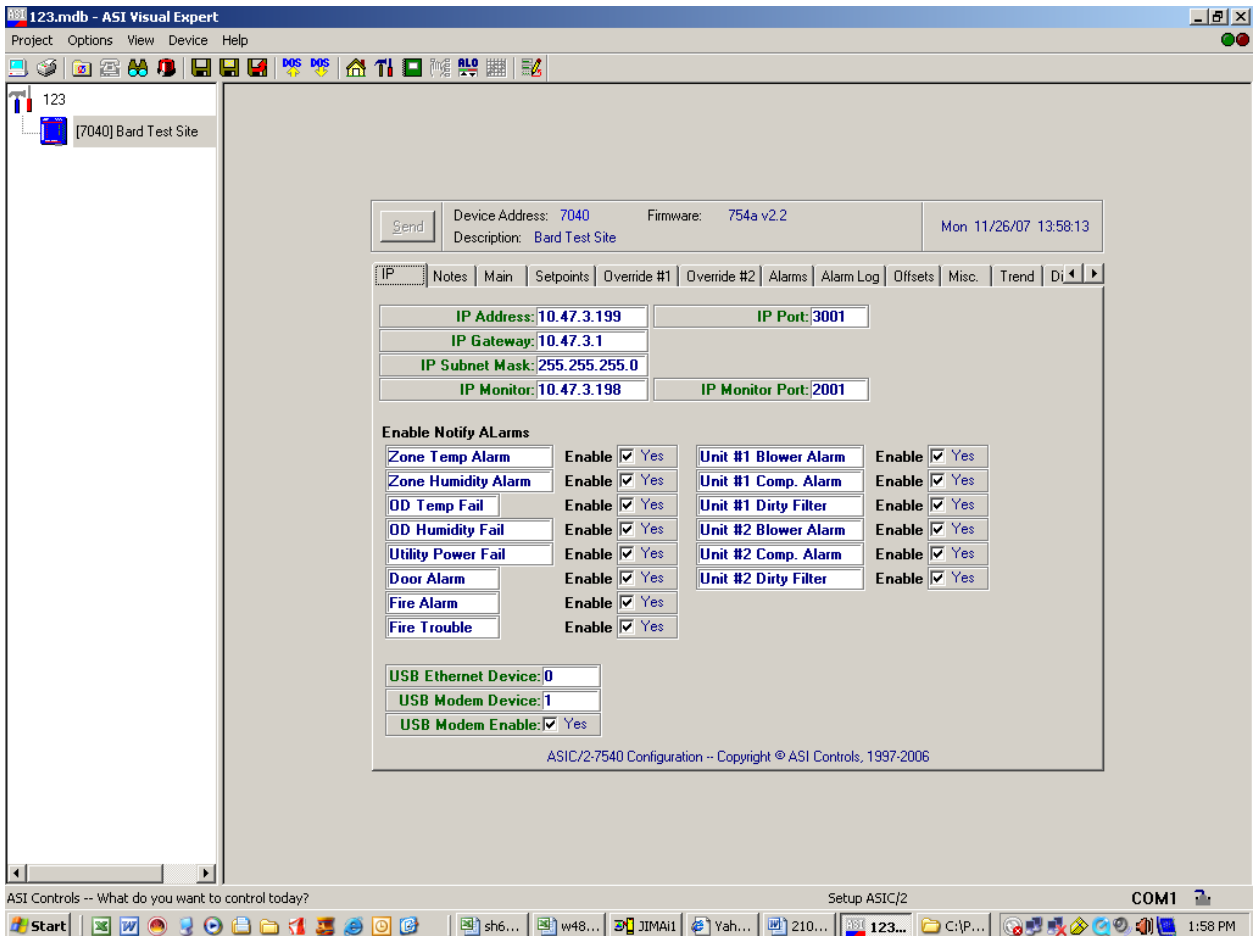 123.mdb - ASI Visual Expert
Project Options View Device Help
DOS DOS ALO
123
[7040] Bard Test Site
Send
Device Address: 7040 Firmware: 754a v2.2
Description: Bard Test Site
Mon 11/26/07 13:58:13
IP Notes Main Setpoints Override #1 Override #2 Alarms Alarm Log Offsets Misc. Trend Di
IP Address: 10.47.3.199 IP Port: 3001
IP Gateway: 10.47.3.1
IP Subnet Mask: 255.255.255.0
IP Monitor: 10.47.3.198 IP Monitor Port: 2001
Enable Notify ALarms
Zone Temp Alarm Enable Yes Unit #1 Blower Alarm Enable Yes
Zone Humidity Alarm Enable Yes Unit #1 Comp. Alarm Enable Yes
OD Temp Fail Enable Yes Unit #1 Dirty Filter Enable Yes
OD Humidity Fail Enable Yes Unit #2 Blower Alarm Enable Yes
Utility Power Fail Enable Yes Unit #2 Comp. Alarm Enable Yes
Door Alarm Enable Yes Unit #2 Dirty Filter Enable Yes
Fire Alarm Enable Yes
Fire Trouble Enable Yes
USB Ethernet Device: 0
USB Modem Device: 1
USB Modem Enable: Yes
ASIC/2-7540 Configuration -- Copyright © ASI Controls, 1997-2006
ASI Controls -- What do you want to control today? Setup ASIC/2 COM1
Start sh6... w48... JIMAi1 Yah... 210... 123... C:\P... 1:58 PM